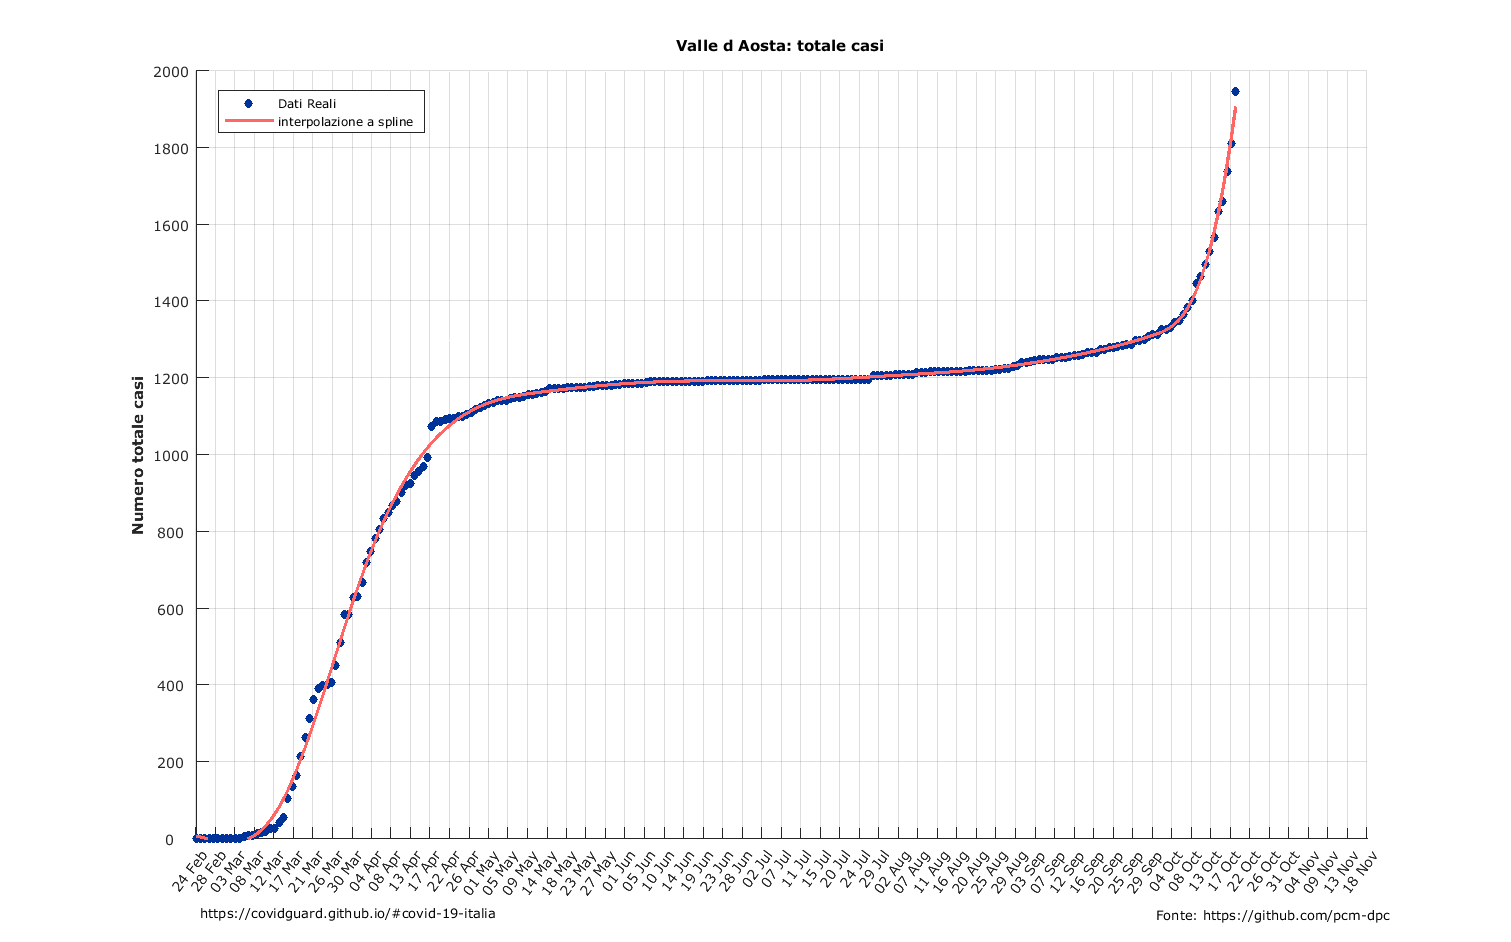 Valle d Aosta: totale casi
Dati Reali
interpolazione a spline
Numero totale casi
2000
1800
1600
1400
1200
1000
800
600
400
200
0
24 Feb
28 Feb
03 Mar
08 Mar
12 Mar
17 Mar
21 Mar
26 Mar
30 Mar
04 Apr
08 Apr
13 Apr
17 Apr
22 Apr
26 Apr
01 May
05 May
09 May
14 May
18 May
23 May
27 May
01 Jun
05 Jun
10 Jun
14 Jun
19 Jun
23 Jun
28 Jun
02 Jul
07 Jul
11 Jul
15 Jul
20 Jul
24 Jul
29 Jul
02 Aug
07 Aug
11 Aug
16 Aug
20 Aug
25 Aug
29 Aug
03 Sep
07 Sep
12 Sep
16 Sep
20 Sep
25 Sep
29 Sep
04 Oct
08 Oct
13 Oct
17 Oct
22 Oct
26 Oct
31 Oct
04 Nov
09 Nov
13 Nov
18 Nov
https://covidguard.github.io/#covid-19-italia
Fonte: https://github.com/pcm-dpc